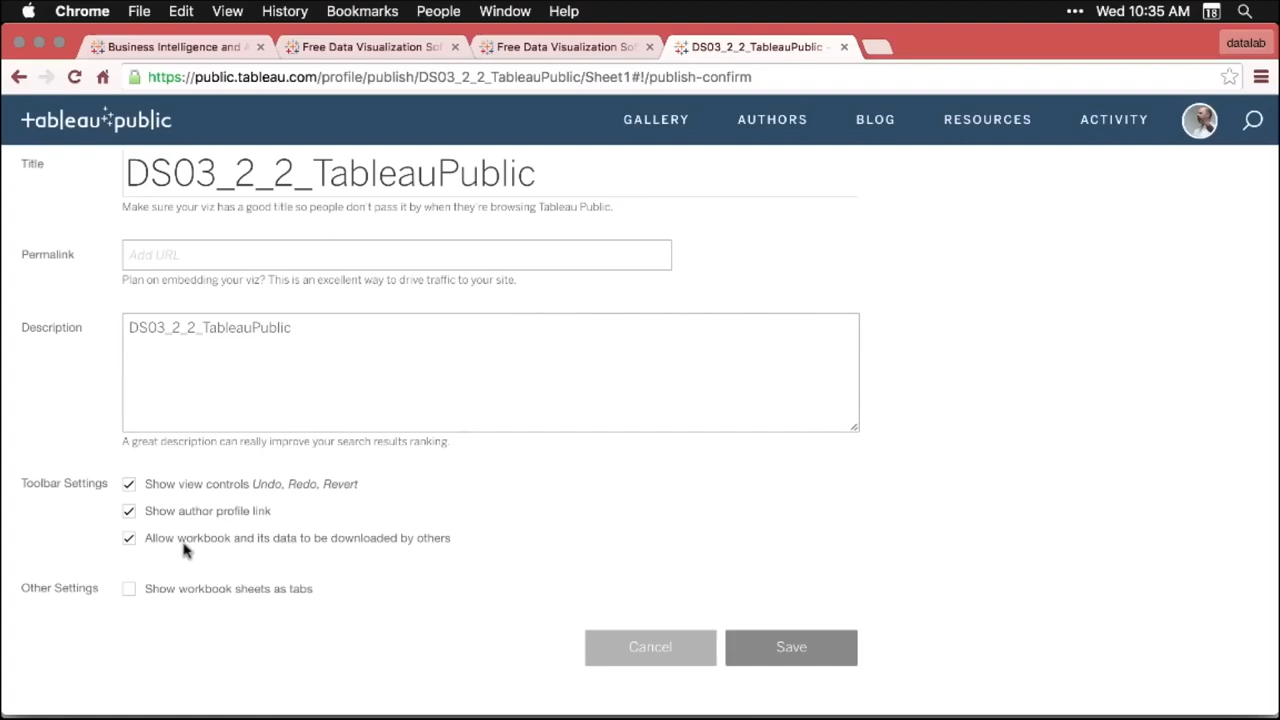 Chrome File Edit View History Bookmarks People Window Help ••• Wed 10:35 AM 18
Business Intelligence and A × Free Data Visualization Sof × Free Data Visualization Sof × DS03_2_2_TableauPublic - × datalab
https://public.tableau.com/profile/publish/DS03_2_2_TableauPublic/Sheet1#!/publish-confirm
tableau public GALLERY AUTHORS BLOG RESOURCES ACTIVITY
Title DS03_2_2_TableauPublic
Make sure your viz has a good title so people don't pass it by when they're browsing Tableau Public.
Permalink Add URL
Plan on embedding your viz? This is an excellent way to drive traffic to your site.
Description DS03_2_2_TableauPublic
A great description can really improve your search results ranking.
Toolbar Settings Show view controls Undo, Redo, Revert
Show author profile link
Allow workbook and its data to be downloaded by others
Other Settings Show workbook sheets as tabs
Cancel Save